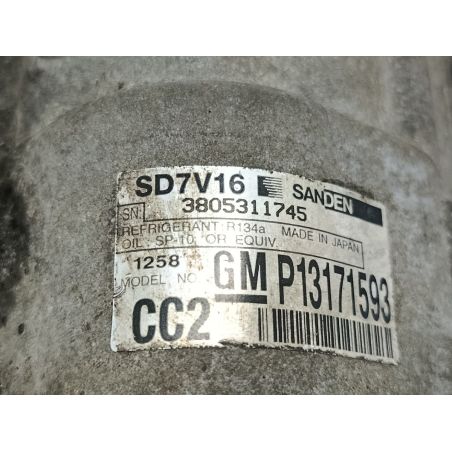 SD7V16 SANDEN
SN. 3805311745
REFRIGERANT R134a MADE IN JAPAN
OIL: SP-10, OR EQUIV.
1258
MODEL NO.
GM P13171593
CC2